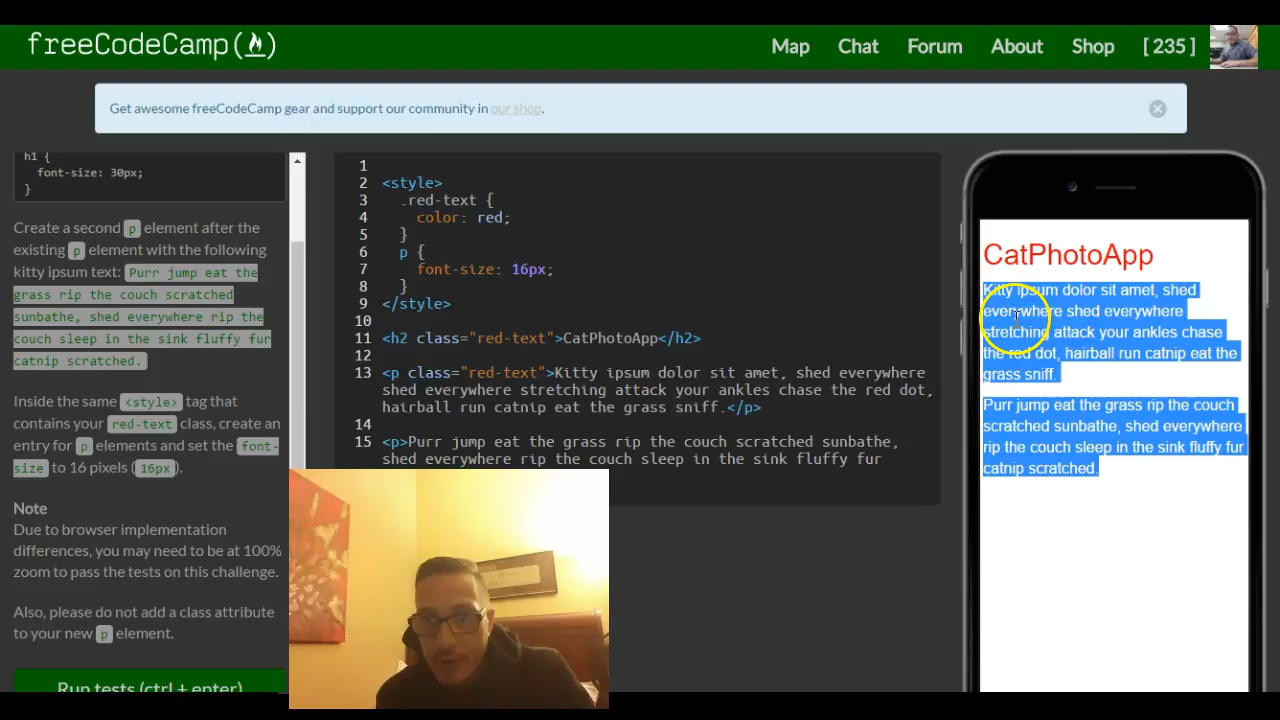 freeCodeCamp(🔥)
Map Chat Forum About Shop [ 235 ]
Get awesome freeCodeCamp gear and support our community in our shop.
h1 {
font-size: 30px;
}
Create a second p element after the
existing p element with the following
kitty ipsum text: Purr jump eat the
grass rip the couch scratched
sunbathe, shed everywhere rip the
couch sleep in the sink fluffy fur
catnip scratched.
Inside the same <style> tag that
contains your red-text class, create an
entry for p elements and set the font-
size to 16 pixels (16px).
Note
Due to browser implementation
differences, you may need to be at 100%
zoom to pass the tests on this challenge.
Also, please do not add a class attribute
to your new p element.
Run tests (ctrl + enter)
1
2 <style>
3 .red-text {
4 color: red;
5 }
6 p {
7 font-size: 16px;
8 }
9 </style>
10
11 <h2 class="red-text">CatPhotoApp</h2>
12
13 <p class="red-text">Kitty ipsum dolor sit amet, shed everywhere
shed everywhere stretching attack your ankles chase the red dot,
hairball run catnip eat the grass sniff.</p>
14
15 <p>Purr jump eat the grass rip the couch scratched sunbathe,
shed everywhere rip the couch sleep in the sink fluffy fur
CatPhotoApp
Kitty ipsum dolor sit amet, shed
everywhere shed everywhere
stretching attack your ankles chase
the red dot, hairball run catnip eat the
grass sniff.
Purr jump eat the grass rip the couch
scratched sunbathe, shed everywhere
rip the couch sleep in the sink fluffy fur
catnip scratched.